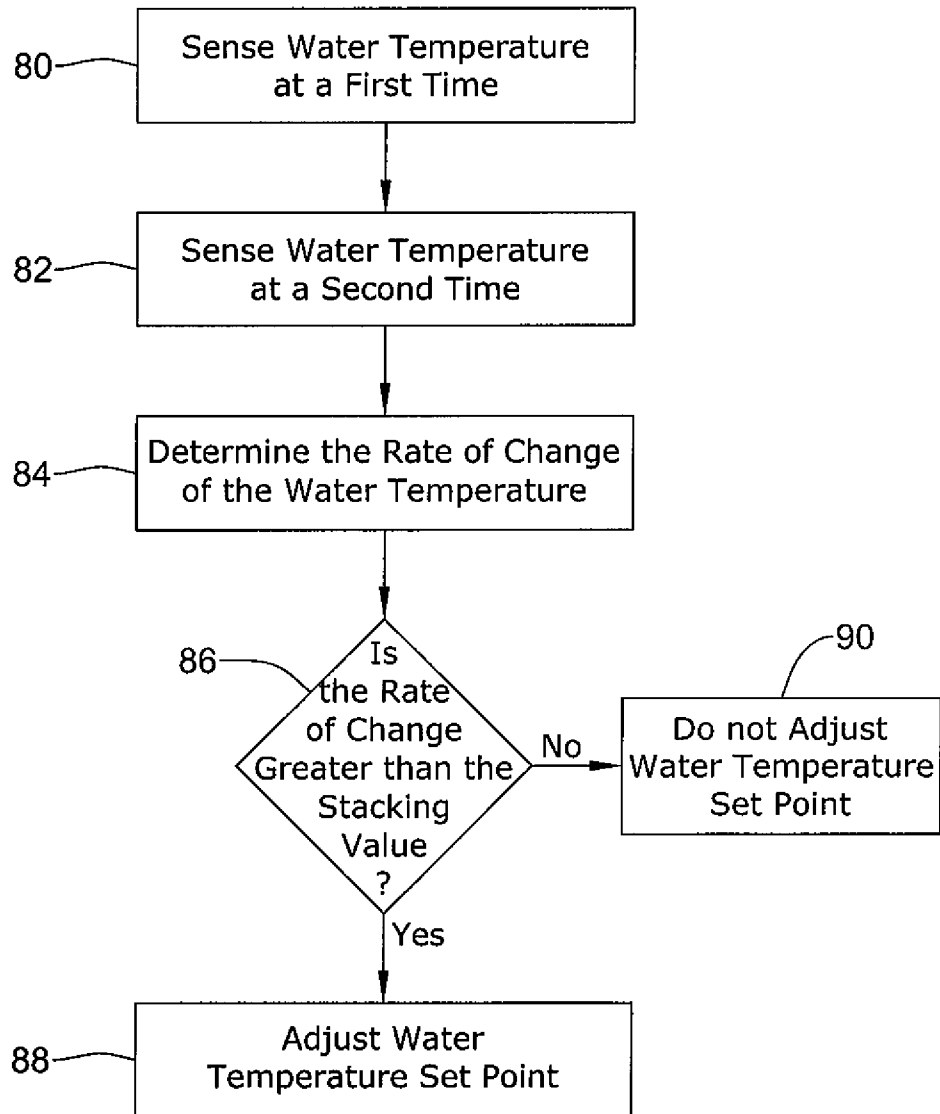 80
Sense Water Temperature
at a First Time
82
Sense Water Temperature
at a Second Time
84
Determine the Rate of Change
of the Water Temperature
86
Is
the Rate
of Change
Greater than the
Stacking
Value
?
No
90
Do not Adjust
Water Temperature
Set Point
Yes
88
Adjust Water
Temperature Set Point